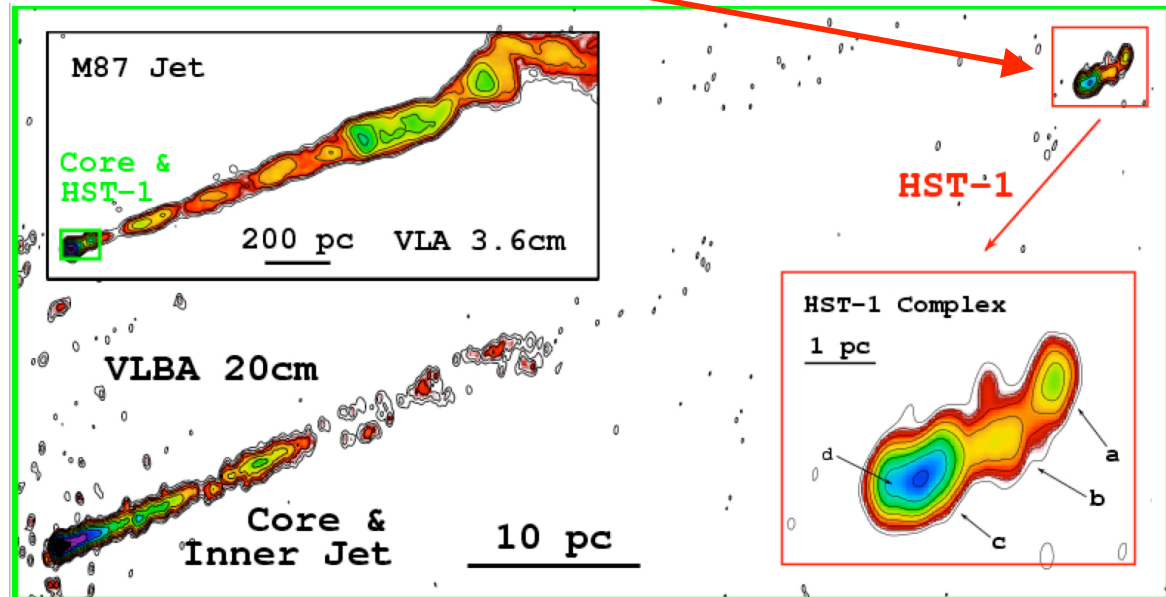 M87 Jet
Core &
HST-1
200 pc
VLA 3.6cm
HST-1
VLBA 20cm
Core &
Inner Jet
10 pc
HST-1 Complex
1 pc
a
d
b
c